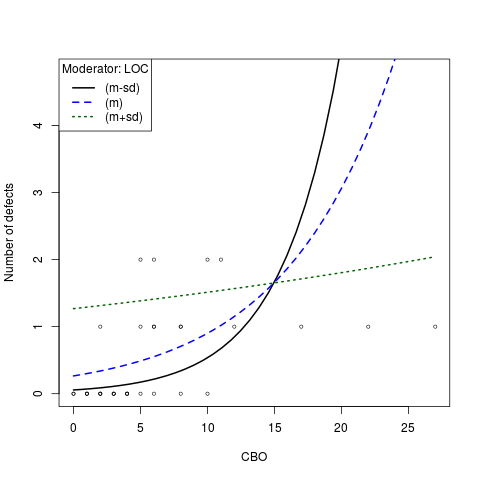 Moderator: LOC
(m-sd)
(m)
(m+sd)
Number of defects
4
3
2
1
0
0 5 10 15 20 25
CBO